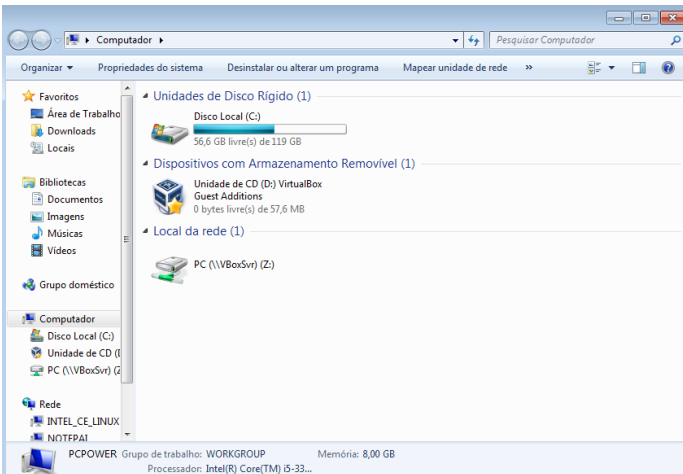 Computador
Pesquisar Computador
Organizar
Propriedades do sistema
Desinstalar ou alterar um programa
Mapear unidade de rede
»
Favoritos
Área de Trabalho
Downloads
Locais
Bibliotecas
Documentos
Imagens
Músicas
Vídeos
Grupo doméstico
Computador
Disco Local (C:)
Unidade de CD (D
PC (\\VBoxSvr) (Z
Rede
INTEL_CE_LINUX
NOTEPAI
Unidades de Disco Rígido (1)
Disco Local (C:)
56,6 GB livre(s) de 119 GB
Dispositivos com Armazenamento Removível (1)
Unidade de CD (D:) VirtualBox
Guest Additions
0 bytes livre(s) de 57,6 MB
Local da rede (1)
PC (\\VBoxSvr) (Z:)
PCPOWER Grupo de trabalho: WORKGROUP Memória: 8,00 GB
Processador: Intel(R) Core(TM) i5-33...